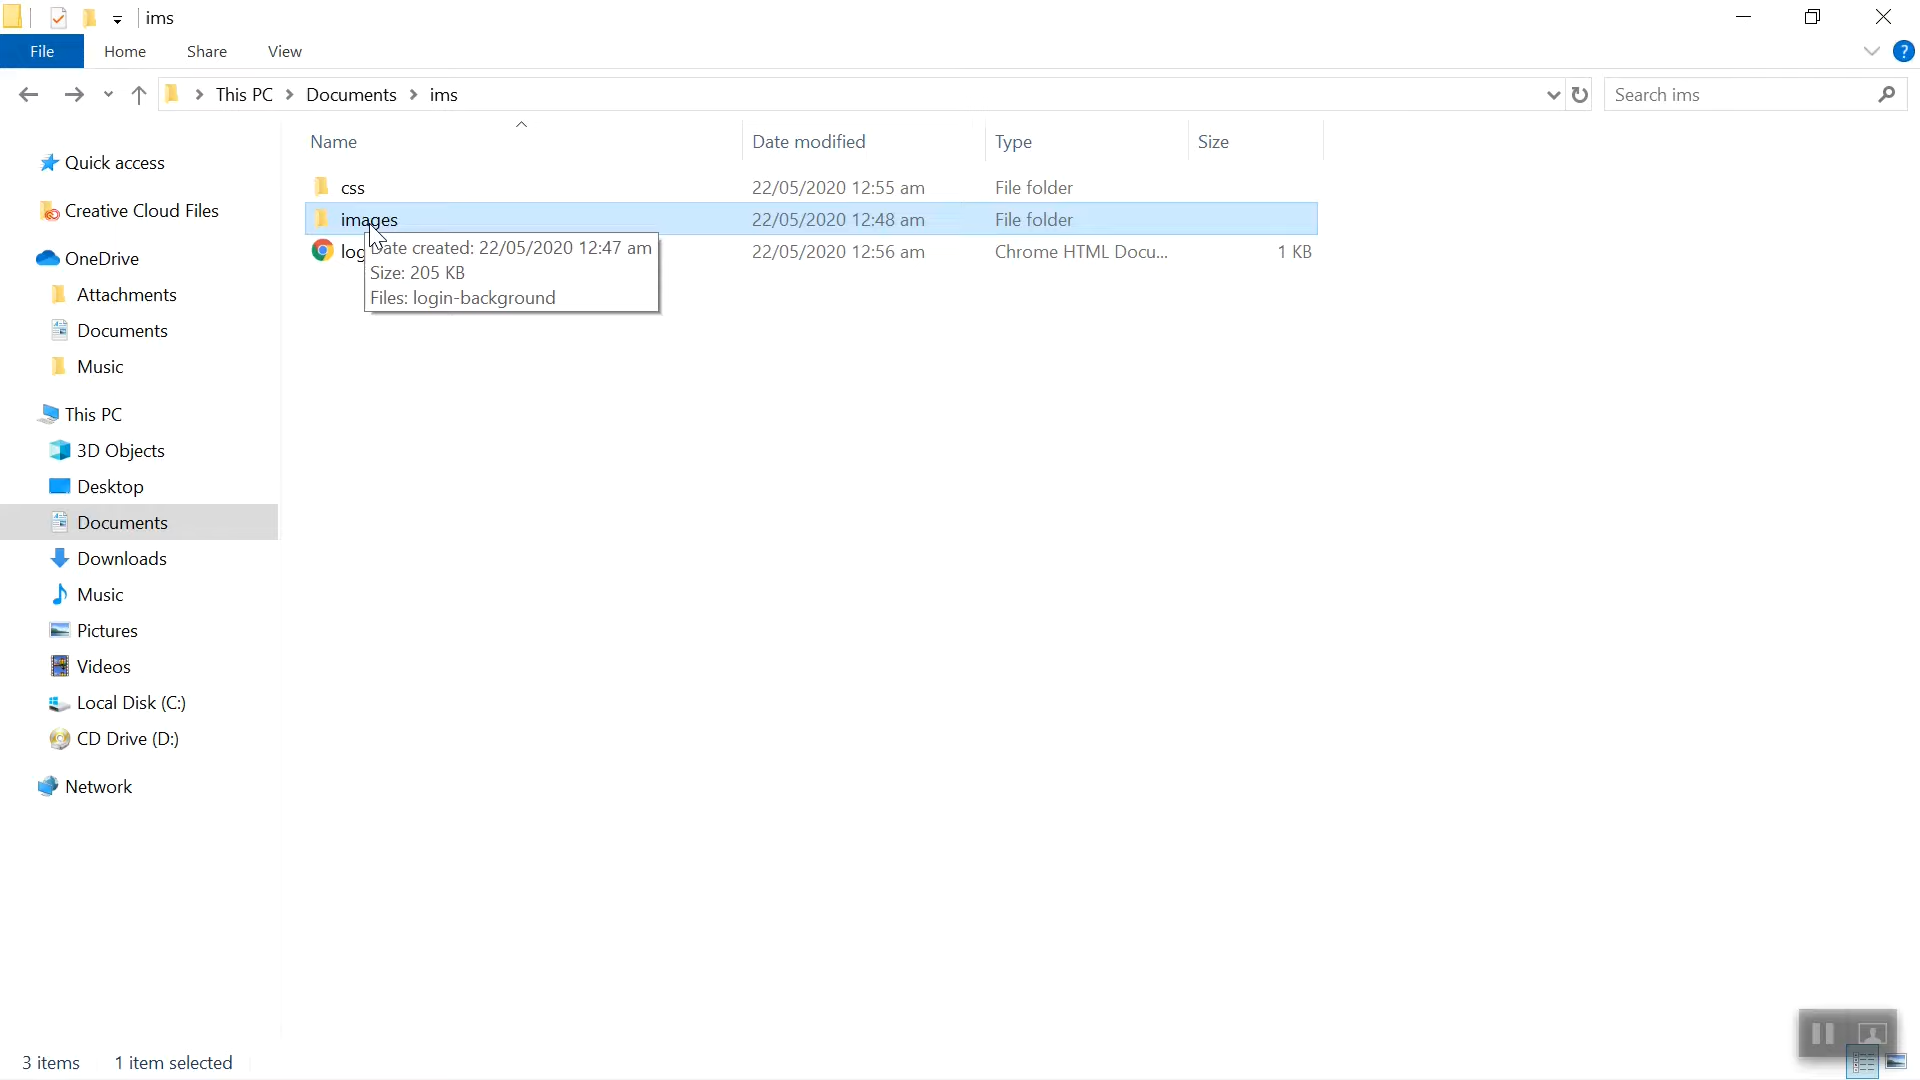 ims
File Home Share View
This PC Documents ims
Search ims
Name Date modified Type Size
Quick access
Creative Cloud Files
OneDrive
Attachments
Documents
Music
This PC
3D Objects
Desktop
Documents
Downloads
Music
Pictures
Videos
Local Disk (C:)
CD Drive (D:)
Network
css 22/05/2020 12:55 am File folder
images 22/05/2020 12:48 am File folder
log 22/05/2020 12:56 am Chrome HTML Docu... 1 KB
Date created: 22/05/2020 12:47 am
Size: 205 KB
Files: login-background
3 items 1 item selected